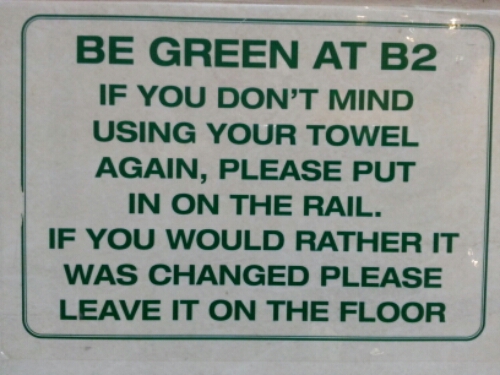 BE GREEN AT B2
IF YOU DON'T MIND
USING YOUR TOWEL
AGAIN, PLEASE PUT
IN ON THE RAIL.
IF YOU WOULD RATHER IT
WAS CHANGED PLEASE
LEAVE IT ON THE FLOOR